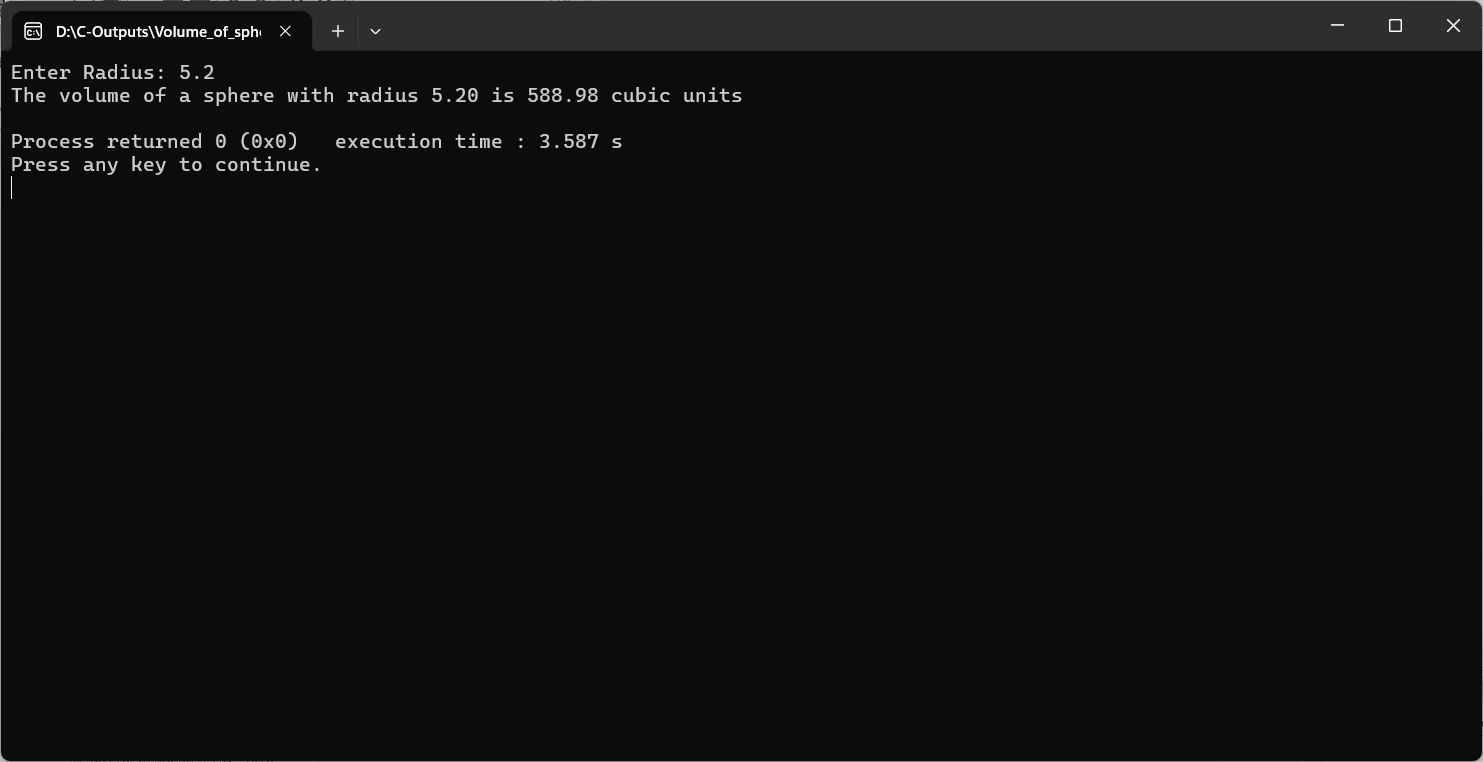 D:\C-Outputs\Volume_of_sph
Enter Radius: 5.2
The volume of a sphere with radius 5.20 is 588.98 cubic units
Process returned 0 (0x0)   execution time : 3.587 s
Press any key to continue.